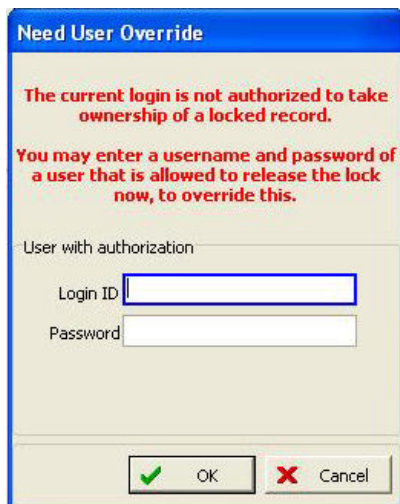 Need User Override
The current login is not authorized to take
ownership of a locked record.
You may enter a username and password of
a user that is allowed to release the lock
now, to override this.
User with authorization
Login ID
Password
OK
Cancel